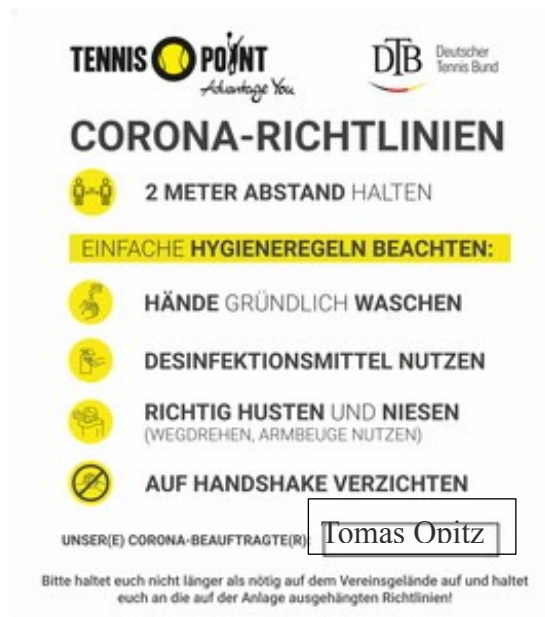 TENNIS POINT
Advantage You
DTB Deutscher
Tennis Bund
CORONA-RICHTLINIEN
2 METER ABSTAND HALTEN
EINFACHE HYGIENEREGELN BEACHTEN:
HÄNDE GRÜNDLICH WASCHEN
DESINFEKTIONSMITTEL NUTZEN
RICHTIG HUSTEN UND NIESEN
(WEGDREHEN, ARMBEUGE NUTZEN)
AUF HANDSHAKE VERZICHTEN
UNSER(E) CORONA-BEAUFTRAGTE(R): Tomas Opitz
Bitte haltet euch nicht länger als nötig auf dem Vereinsgelände auf und haltet
euch an die auf der Anlage ausgehängten Richtlinien!